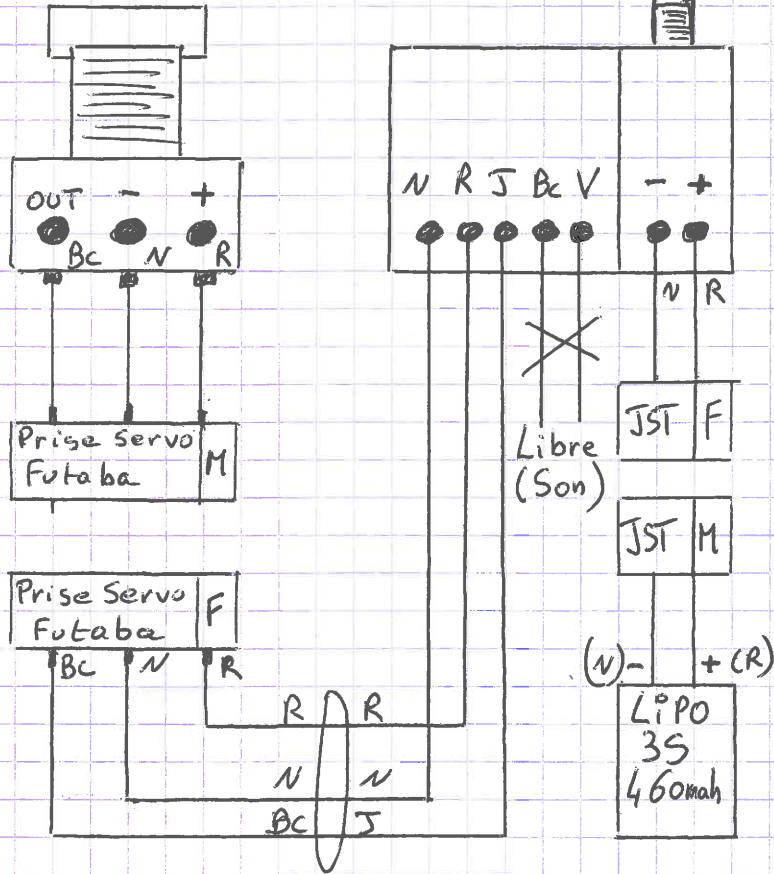 OUT - +
Bc N R
Prise Servo
Futaba
M
Prise Servo
Futaba
F
Bc N R
R R
N N
Bc J
N R J Bc V - +
N R
Libre
(Son)
JST F
JST M
(N) - + (R)
LiPO
3S
460mah